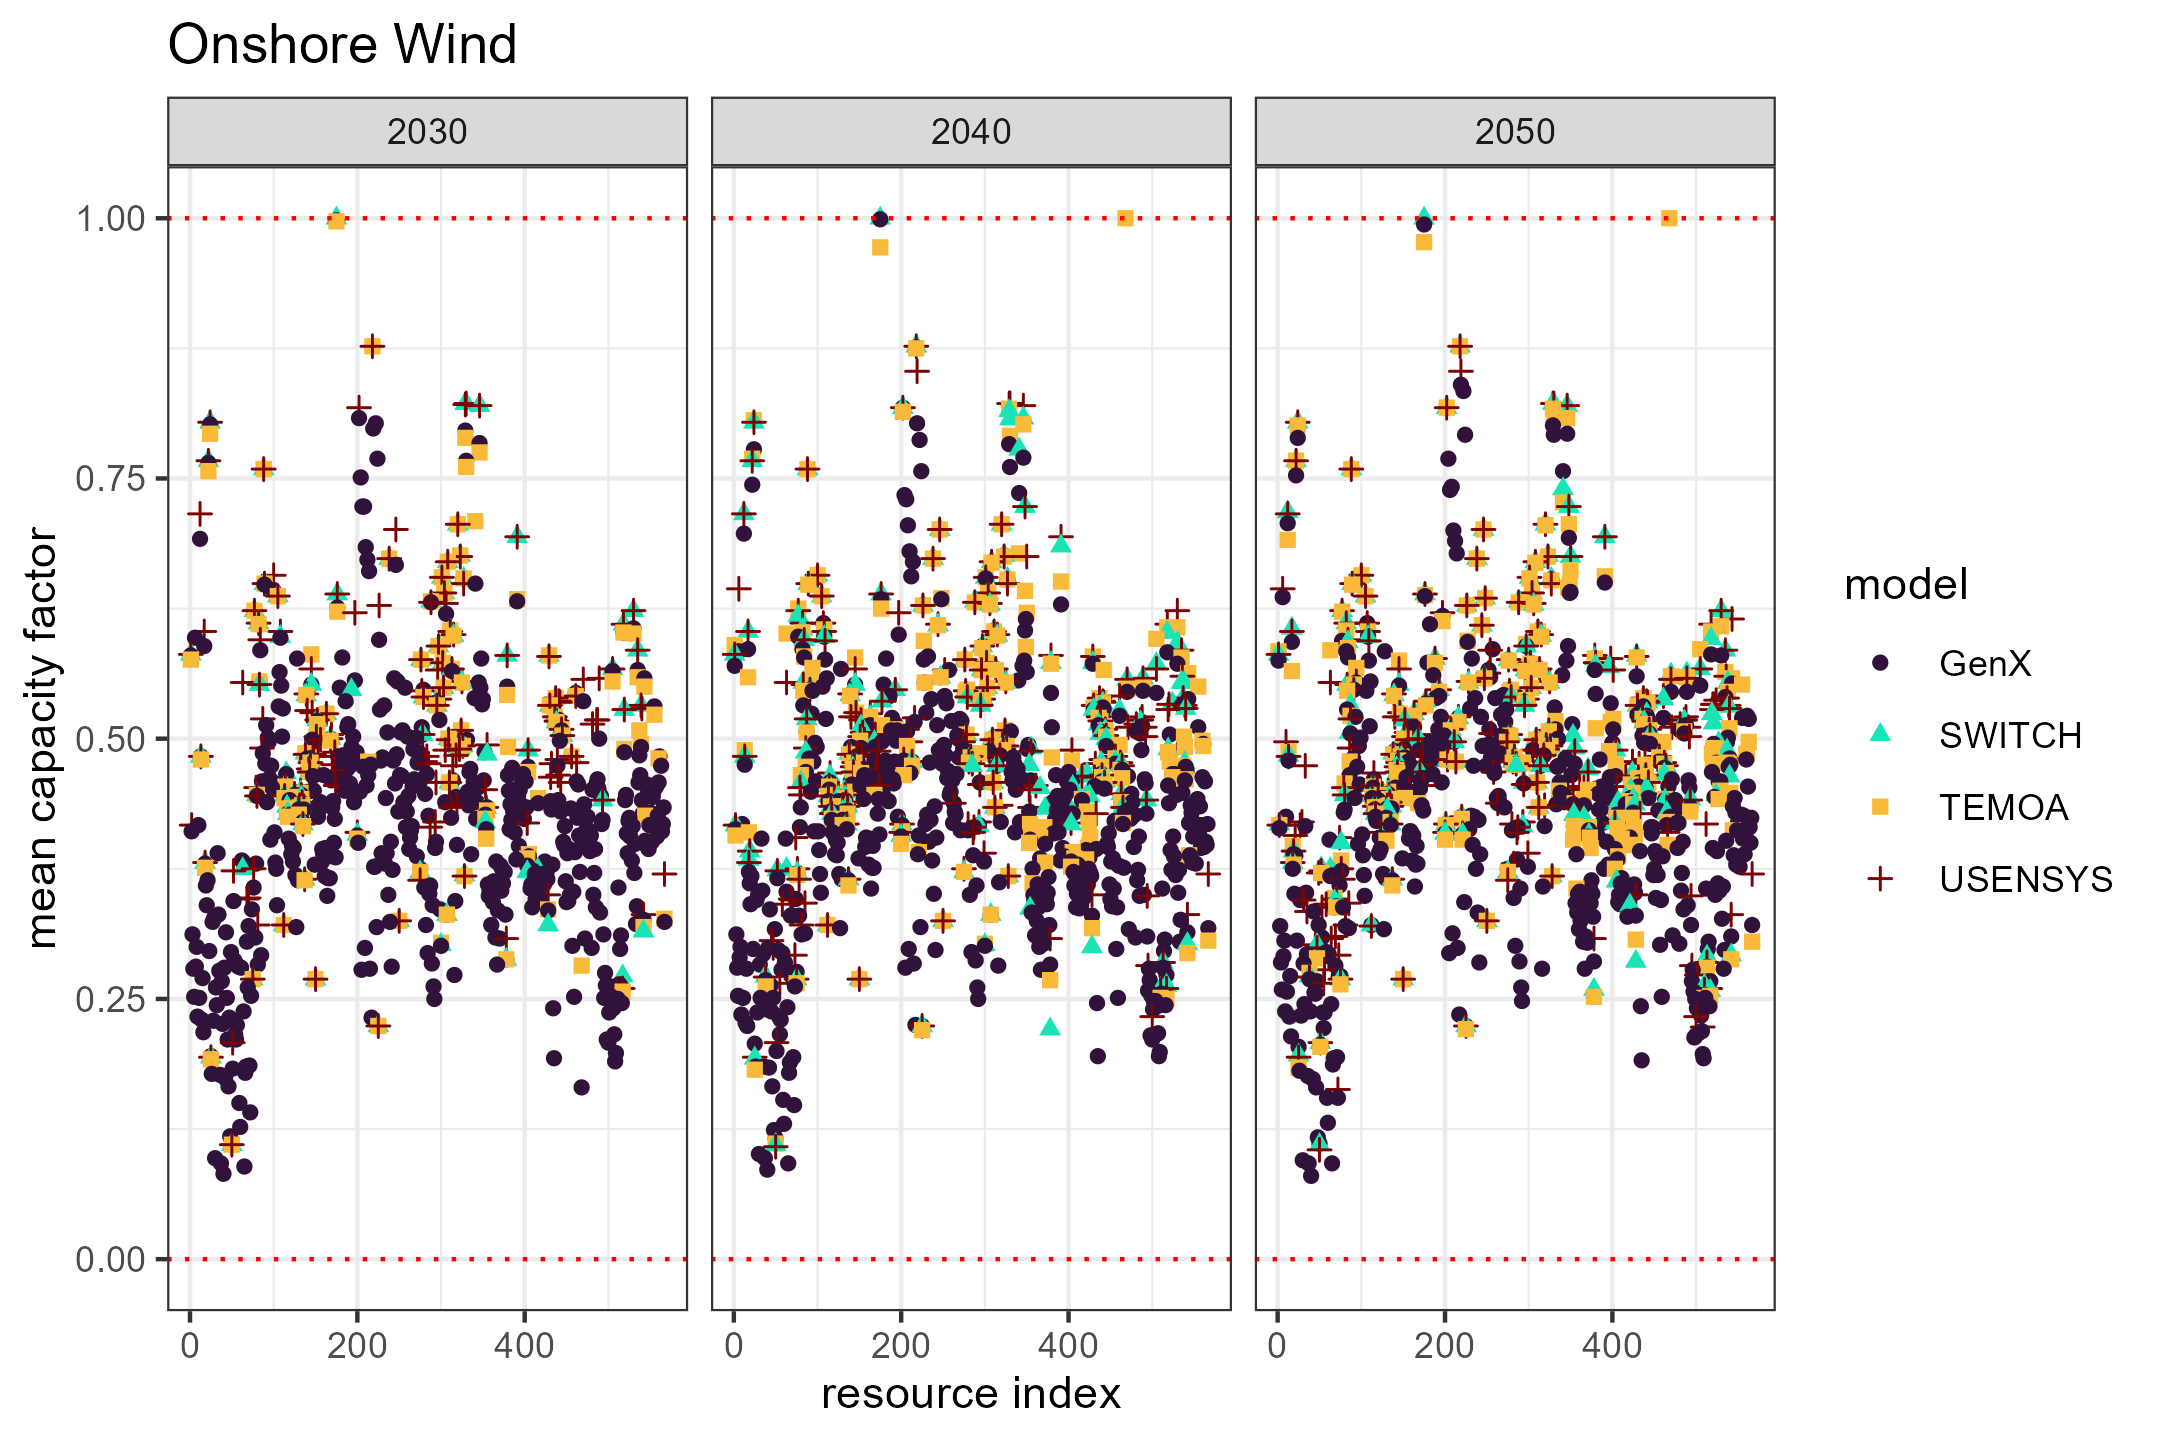 Onshore Wind
2030 2040 2050
mean capacity factor
1.00
0.75
0.50
0.25
0.00
0 200 400 0 200 400 0 200 400
resource index
model
GenX
SWITCH
TEMOA
USENSYS